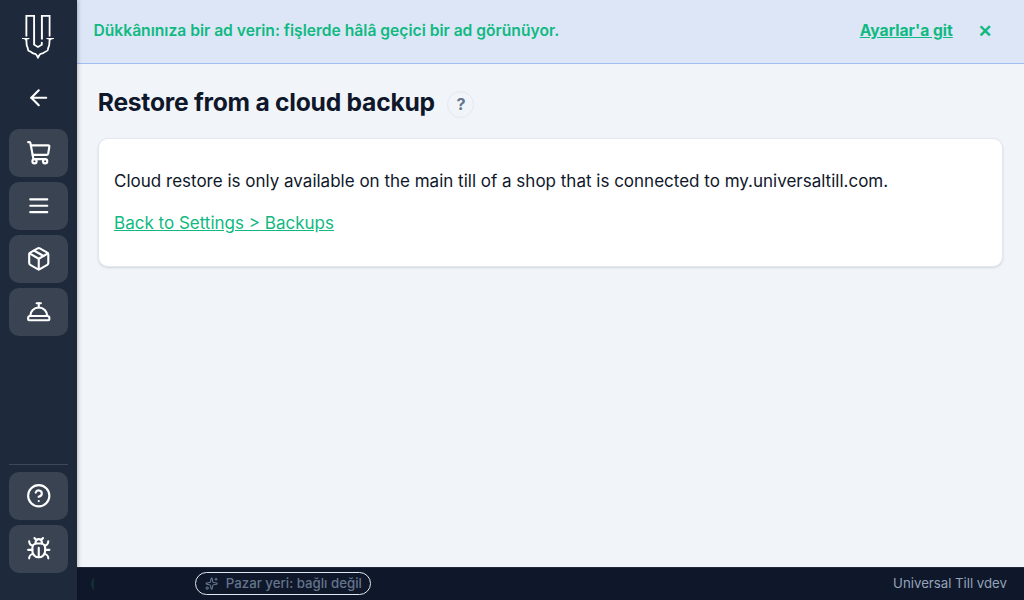 Dükkânınıza bir ad verin: fişlerde hâlâ geçici bir ad görünüyor.
Ayarlar'a git
Restore from a cloud backup
?
Cloud restore is only available on the main till of a shop that is connected to my.universaltill.com.
Back to Settings > Backups
Pazar yeri: bağlı değil
Universal Till vdev